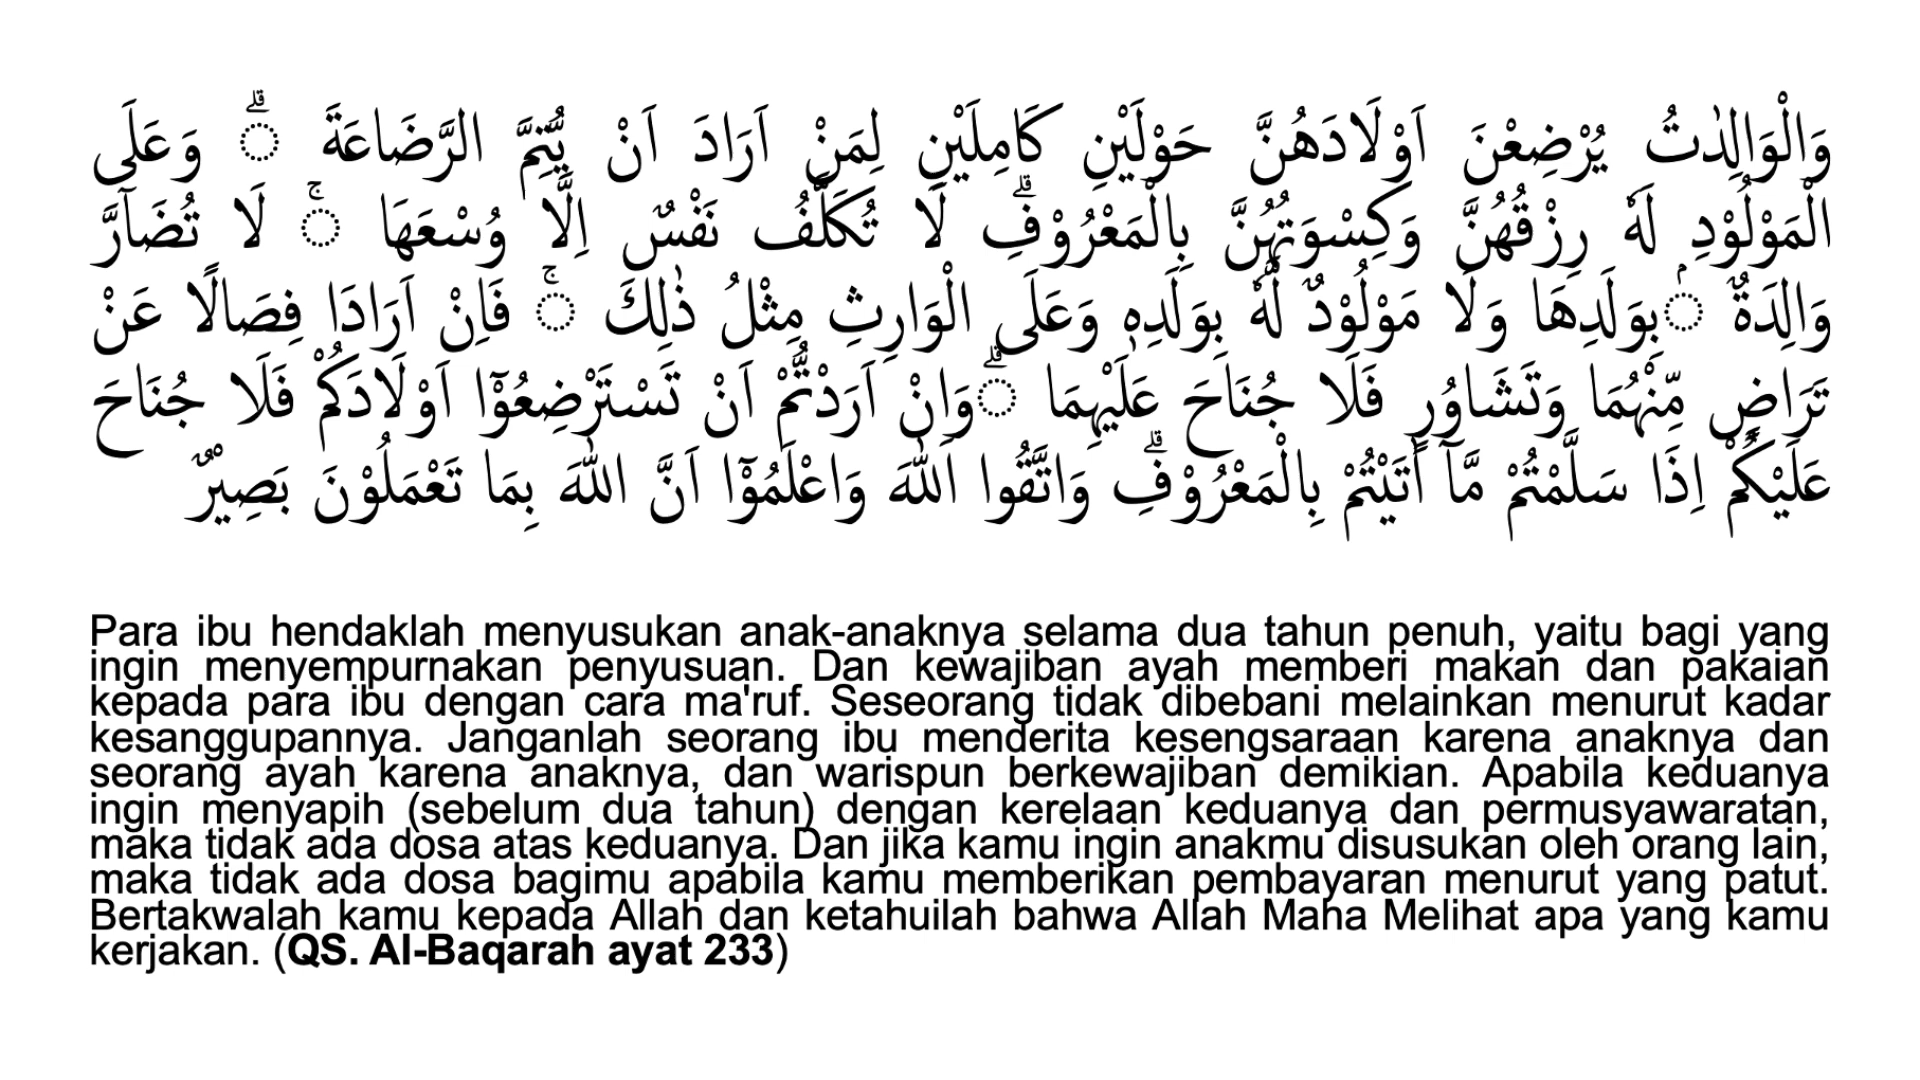 وَالْوَالِدٰتُ يُرْضِعْنَ اَوْلَادَهُنَّ حَوْلَيْنِ كَامِلَيْنِ لِمَنْ اَرَادَ اَنْ يُّتِمَّ الرَّضَاعَةَ ۗ وَعَلَى
الْمَوْلُوْدِ لَهٗ رِزْقُهُنَّ وَكِسْوَتُهُنَّ بِالْمَعْرُوْفِۗ لَا تُكَلَّفُ نَفْسٌ اِلَّا وُسْعَهَا ۚ لَا تُضَاۤرَّ
وَالِدَةٌ ۢبِوَلَدِهَا وَلَا مَوْلُوْدٌ لَّهٗ بِوَلَدِهٖ وَعَلَى الْوَارِثِ مِثْلُ ذٰلِكَ ۚ فَاِنْ اَرَادَا فِصَالًا عَنْ
تَرَاضٍ مِّنْهُمَا وَتَشَاوُرٍ فَلَا جُنَاحَ عَلَيْهِمَا ۗوَاِنْ اَرَدْتُّمْ اَنْ تَسْتَرْضِعُوْٓا اَوْلَادَكُمْ فَلَا جُنَاحَ
عَلَيْكُمْ اِذَا سَلَّمْتُمْ مَّآ اٰتَيْتُمْ بِالْمَعْرُوْفِۗ وَاتَّقُوا اللّٰهَ وَاعْلَمُوْٓا اَنَّ اللّٰهَ بِمَا تَعْمَلُوْنَ بَصِيْرٌ
Para ibu hendaklah menyusukan anak-anaknya selama dua tahun penuh, yaitu bagi yang
ingin menyempurnakan penyusuan. Dan kewajiban ayah memberi makan dan pakaian
kepada para ibu dengan cara ma'ruf. Seseorang tidak dibebani melainkan menurut kadar
kesanggupannya. Janganlah seorang ibu menderita kesengsaraan karena anaknya dan
seorang ayah karena anaknya, dan warispun berkewajiban demikian. Apabila keduanya
ingin menyapih (sebelum dua tahun) dengan kerelaan keduanya dan permusyawaratan,
maka tidak ada dosa atas keduanya. Dan jika kamu ingin anakmu disusukan oleh orang lain,
maka tidak ada dosa bagimu apabila kamu memberikan pembayaran menurut yang patut.
Bertakwalah kamu kepada Allah dan ketahuilah bahwa Allah Maha Melihat apa yang kamu
kerjakan. (QS. Al-Baqarah ayat 233)